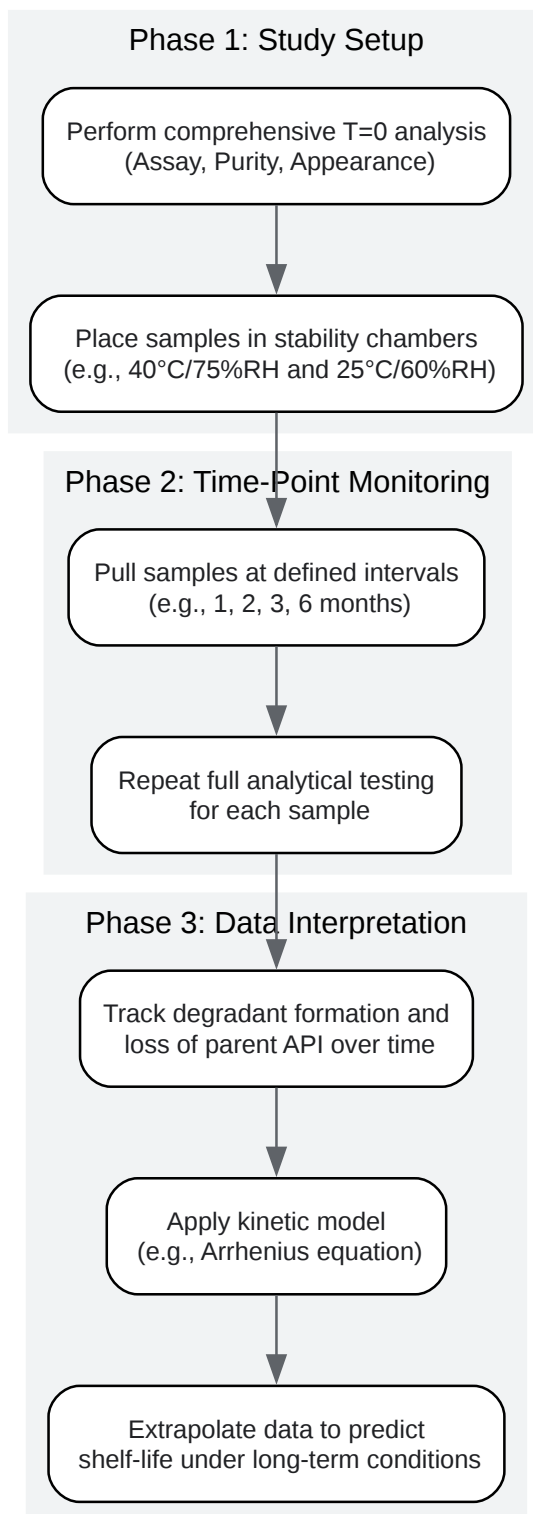 Phase 1: Study Setup
Perform comprehensive T=0 analysis
(Assay, Purity, Appearance)
Place samples in stability chambers
(e.g., 40°C/75%RH and 25°C/60%RH)
Phase 2: Time-Point Monitoring
Pull samples at defined intervals
(e.g., 1, 2, 3, 6 months)
Repeat full analytical testing
for each sample
Phase 3: Data Interpretation
Track degradant formation and
loss of parent API over time
Apply kinetic model
(e.g., Arrhenius equation)
Extrapolate data to predict
shelf-life under long-term conditions